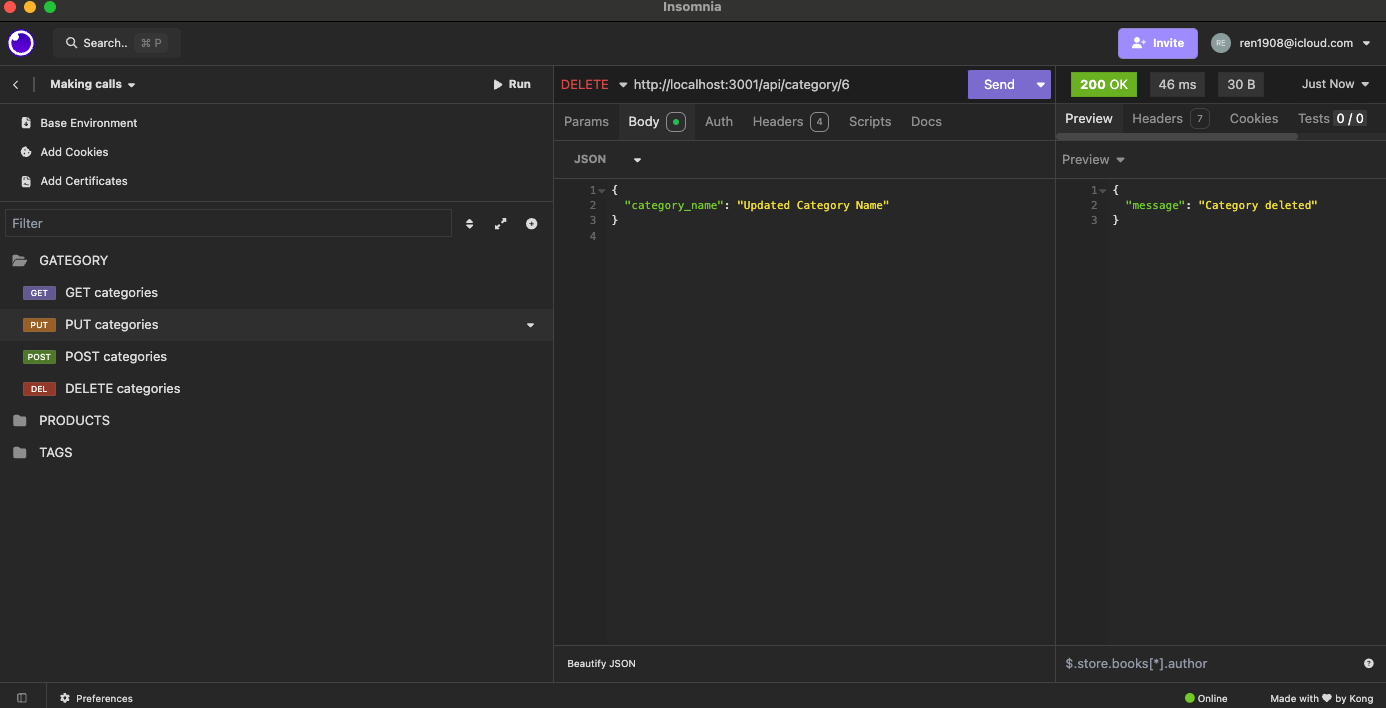 Insomnia
Search.. ⌘ P
Invite
RE ren1908@icloud.com
Making calls
Run
Base Environment
Add Cookies
Add Certificates
Filter
GATEGORY
GET GET categories
PUT PUT categories
POST POST categories
DEL DELETE categories
PRODUCTS
TAGS
DELETE http://localhost:3001/api/category/6 Send
Params Body Auth Headers 4 Scripts Docs
JSON
1 {
2 "category_name": "Updated Category Name"
3 }
4
Beautify JSON
200 OK 46 ms 30 B Just Now
Preview Headers 7 Cookies Tests 0 / 0
Preview
1 {
2 "message": "Category deleted"
3 }
$.store.books[*].author
Preferences
Online
Made with ♥ by Kong